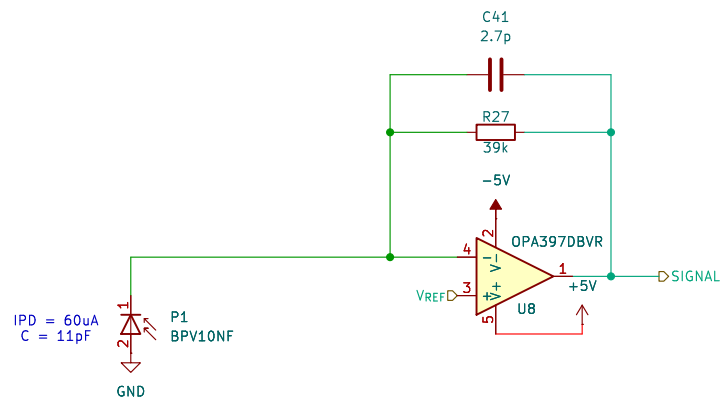 C41
2.7p
R27
39k
-5V
2
OPA397DBVR
4
-
V-
1
SIGNAL
+5V
VREF
3
+
V+
U8
5
1
IPD = 60uA
C = 11pF
P1
BPV10NF
2
GND